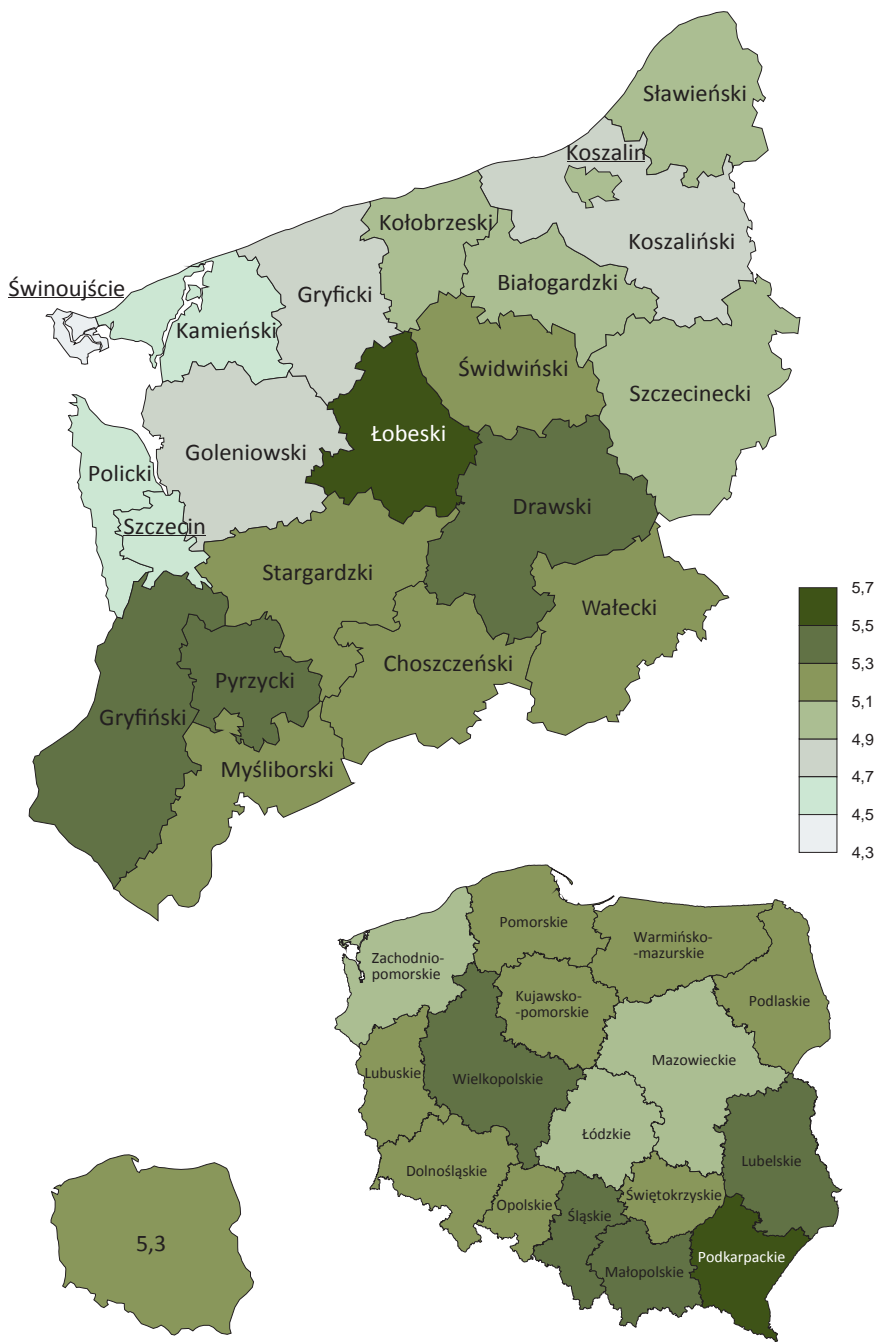 Sławieński
Koszalin
Kołobrzeski
Koszaliński
Białogardzki
Świnoujście
Gryficki
Kamieński
Świdwiński
Szczecinecki
Łobeski
Goleniowski
Policki
Drawski
Szczecin
Stargardzki
Wałecki
Choszczeński
Pyrzycki
Gryfiński
Myśliborski
5,7
5,5
5,3
5,1
4,9
4,7
4,5
4,3
Pomorskie
Warmińsko-
-mazurskie
Zachodnio-
pomorskie
Kujawsko-
-pomorskie
Podlaskie
Mazowieckie
Lubuskie
Wielkopolskie
Łódzkie
Lubelskie
Dolnośląskie
Opolskie
Świętokrzyskie
Śląskie
Podkarpackie
Małopolskie
5,3